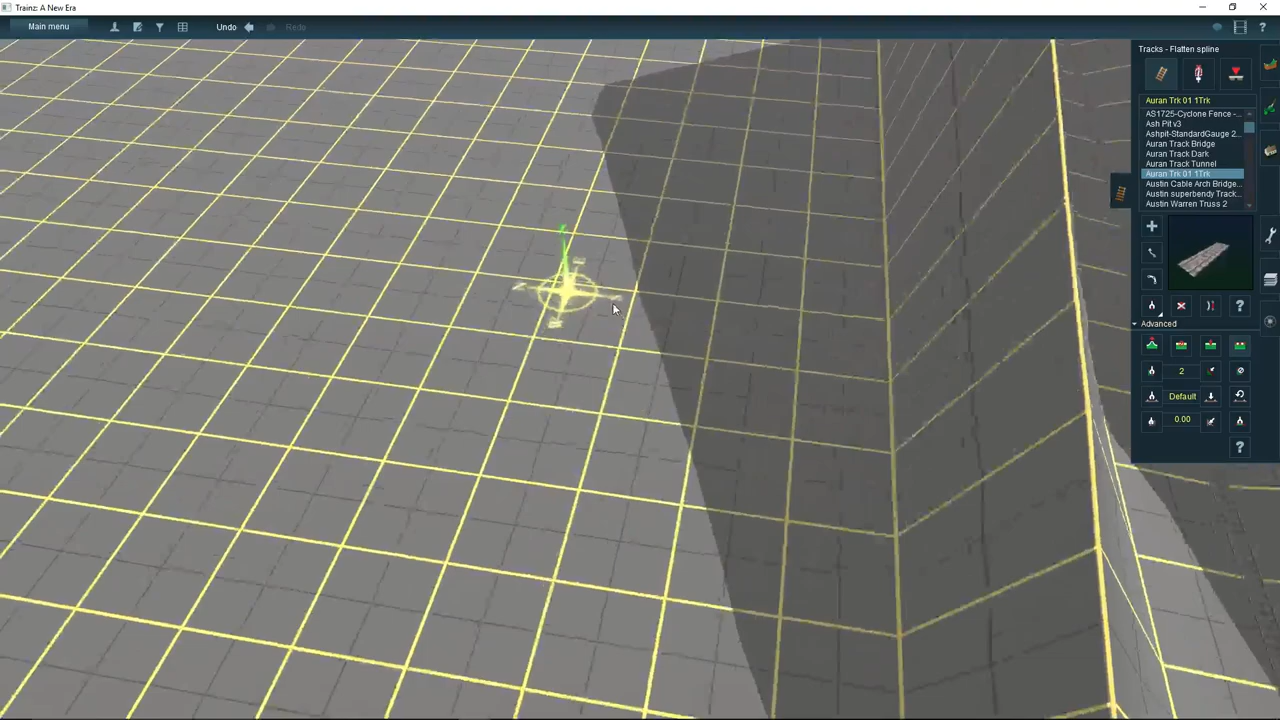 Trainz: A New Era
Main menu
Undo
Redo
Tracks - Flatten spline
Auran Trk 01 1Trk
AS1725-Cyclone Fence -...
Ash Pit v3
Ashpit-StandardGauge 2...
Auran Track Bridge
Auran Track Dark
Auran Track Tunnel
Auran Trk 01 1Trk
Austin Cable Arch Bridge...
Austin superbendy Track...
Austin Warren Truss 2
Advanced
2
Default
0.00